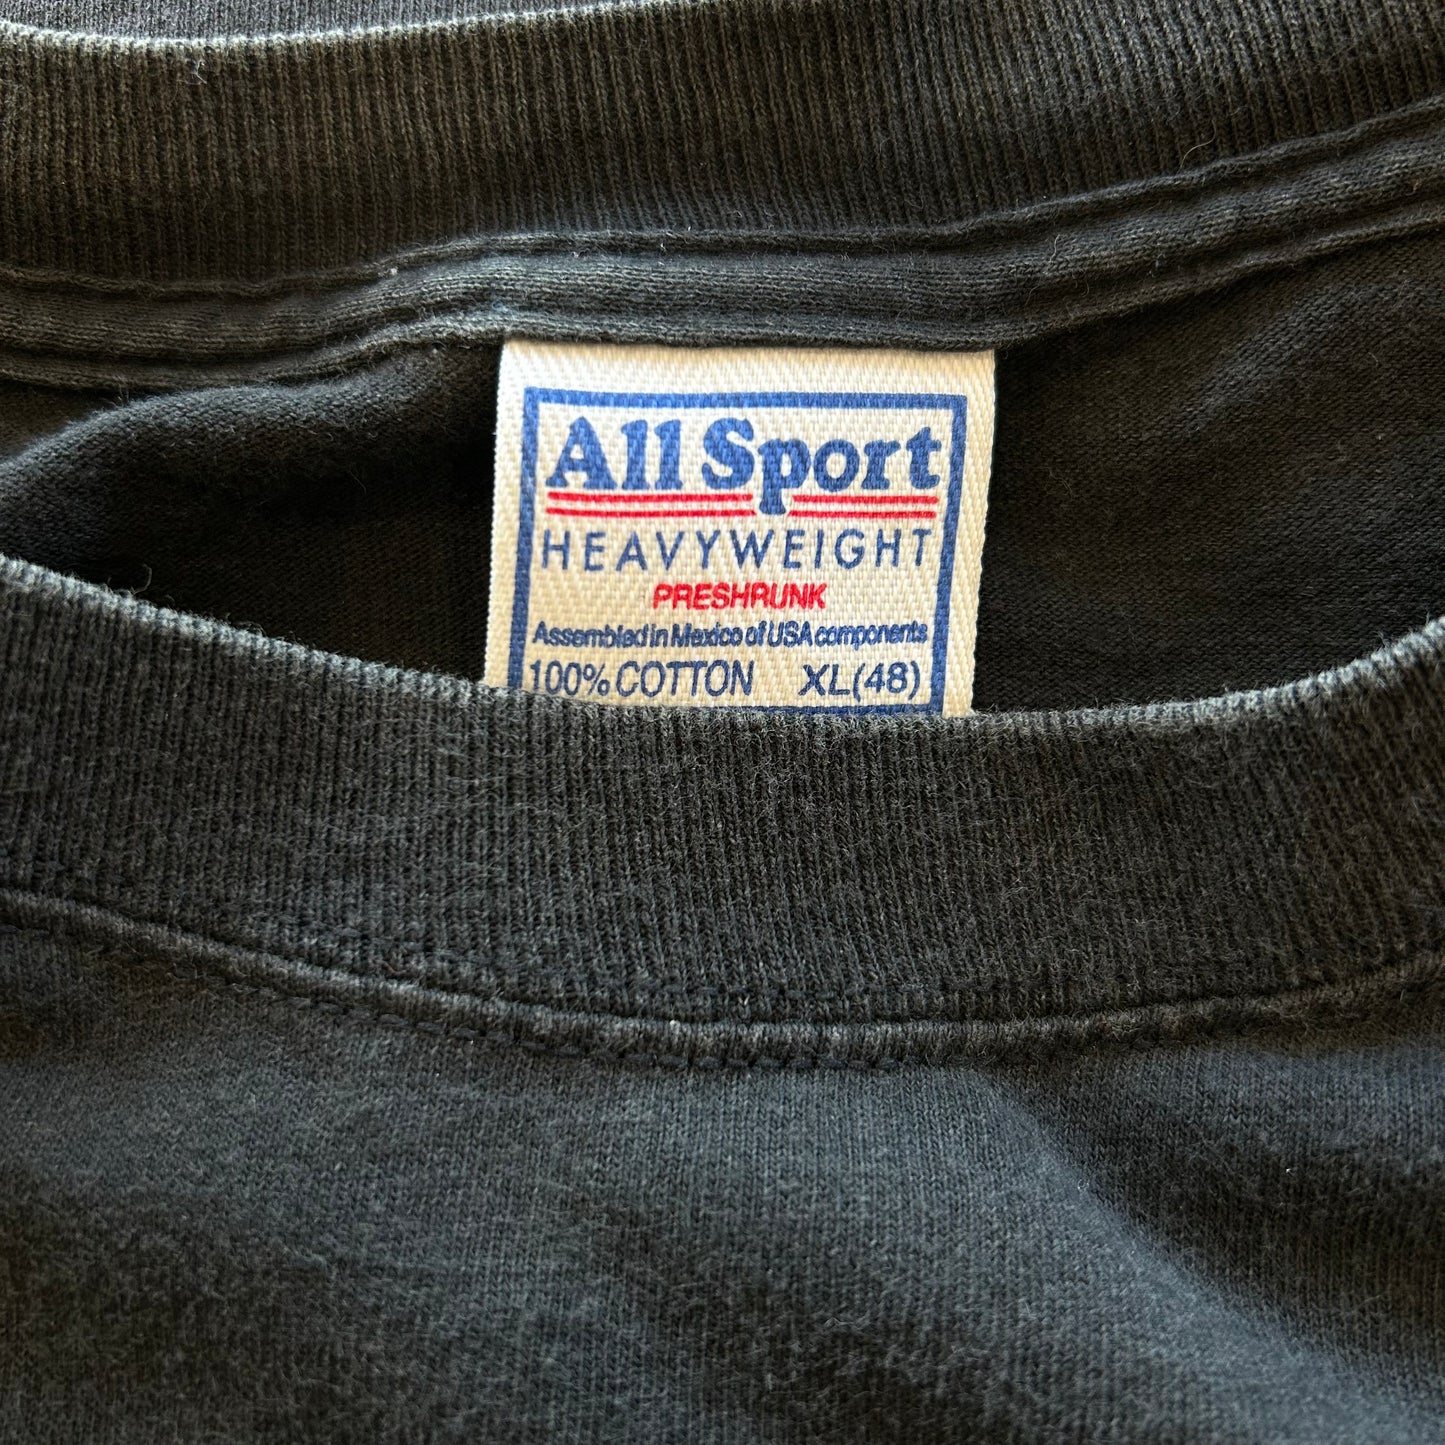 All Sport
HEAVYWEIGHT
PRESHRUNK
Assembled in Mexico of USA components
100% COTTON XL(48)